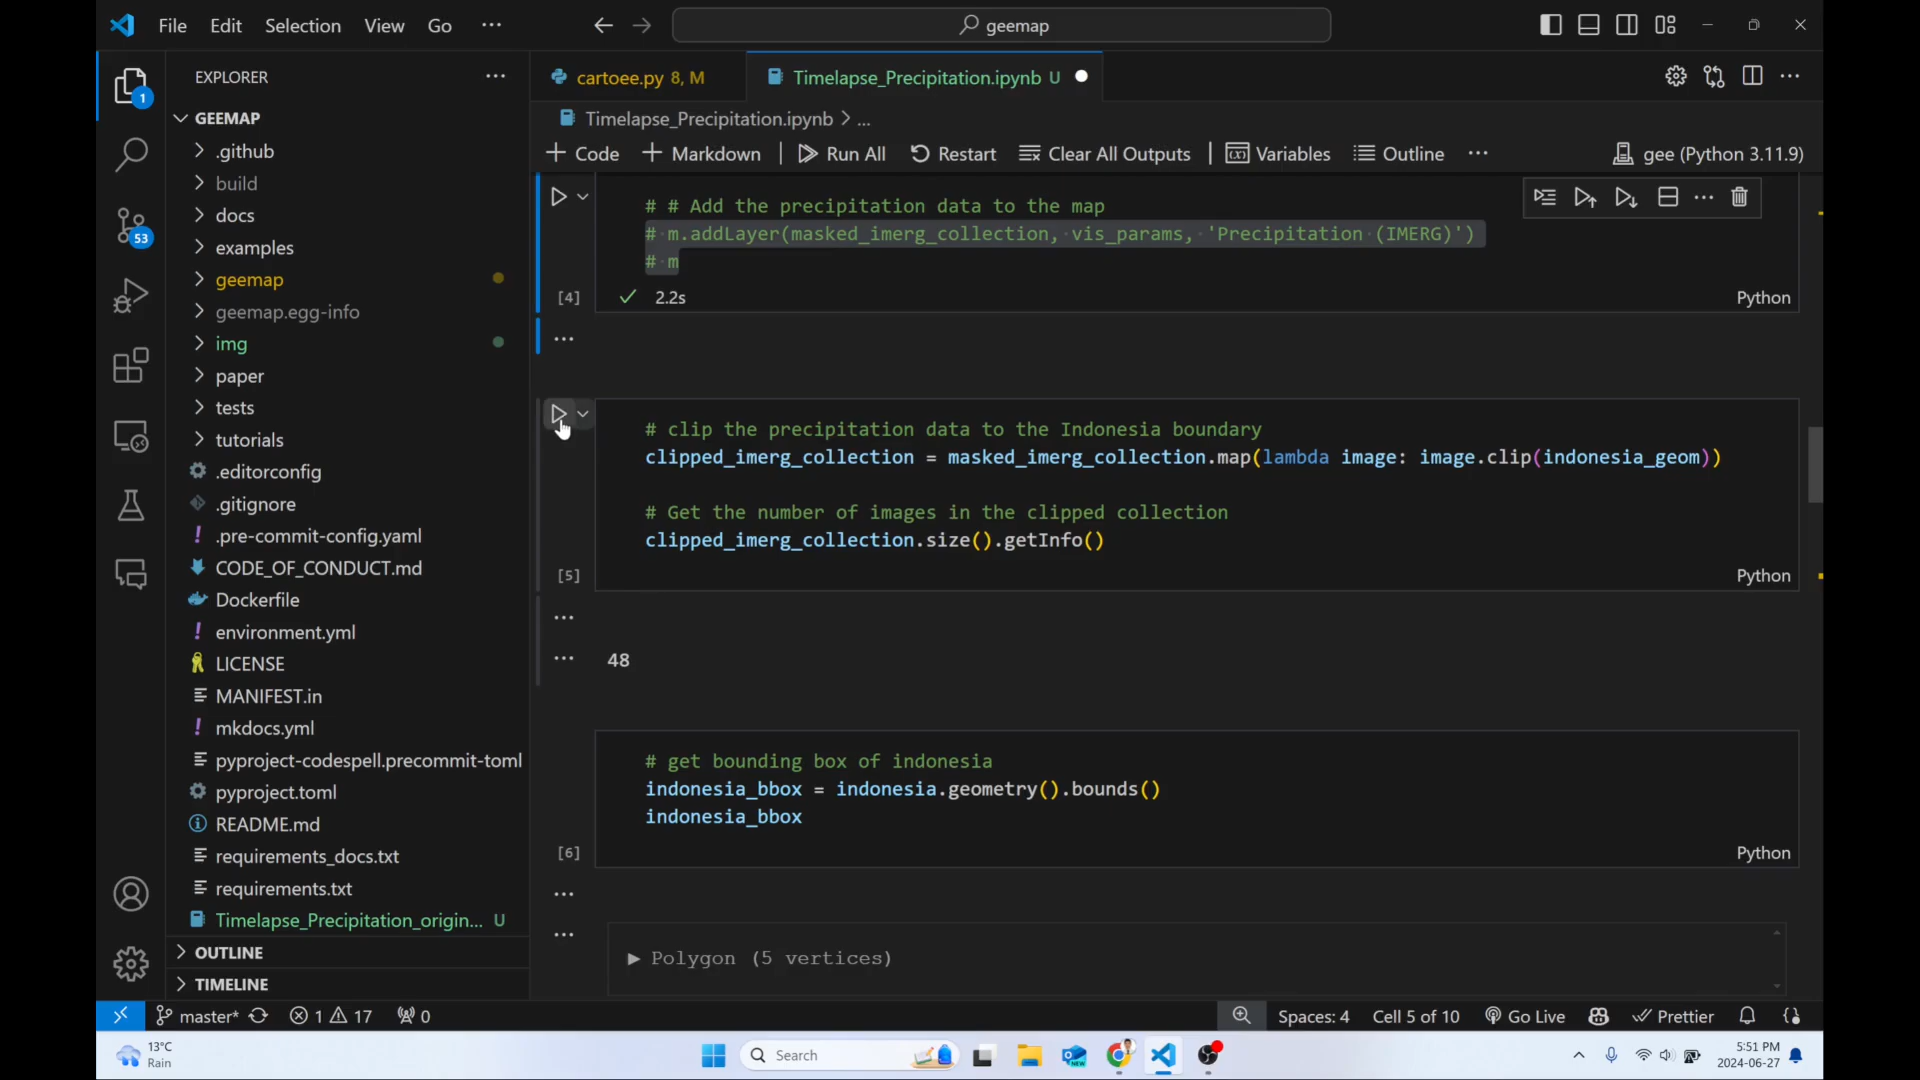 File Edit Selection View Go ...
geemap
EXPLORER
cartoee.py 8, M
Timelapse_Precipitation.ipynb U
GEEMAP
Timelapse_Precipitation.ipynb > ...
.github
+ Code + Markdown Run All Restart Clear All Outputs Variables Outline ... gee (Python 3.11.9)
build
docs
examples
geemap
geemap.egg-info
img
paper
tests
tutorials
.editorconfig
.gitignore
.pre-commit-config.yaml
CODE_OF_CONDUCT.md
Dockerfile
environment.yml
LICENSE
MANIFEST.in
mkdocs.yml
pyproject-codespell.precommit-toml
pyproject.toml
README.md
requirements_docs.txt
requirements.txt
Timelapse_Precipitation_origin... U
OUTLINE
TIMELINE
1
53
# # Add the precipitation data to the map
# m.addLayer(masked_imerg_collection, vis_params, 'Precipitation (IMERG)')
# m
[4] 2.2s Python
# clip the precipitation data to the Indonesia boundary
clipped_imerg_collection = masked_imerg_collection.map(lambda image: image.clip(indonesia_geom))
# Get the number of images in the clipped collection
clipped_imerg_collection.size().getInfo()
[5] Python
48
# get bounding box of indonesia
indonesia_bbox = indonesia.geometry().bounds()
indonesia_bbox
[6] Python
Polygon (5 vertices)
master* 1 17 0 Spaces: 4 Cell 5 of 10 Go Live Prettier
13°C
Rain
Search
NEW
5:51 PM
2024-06-27